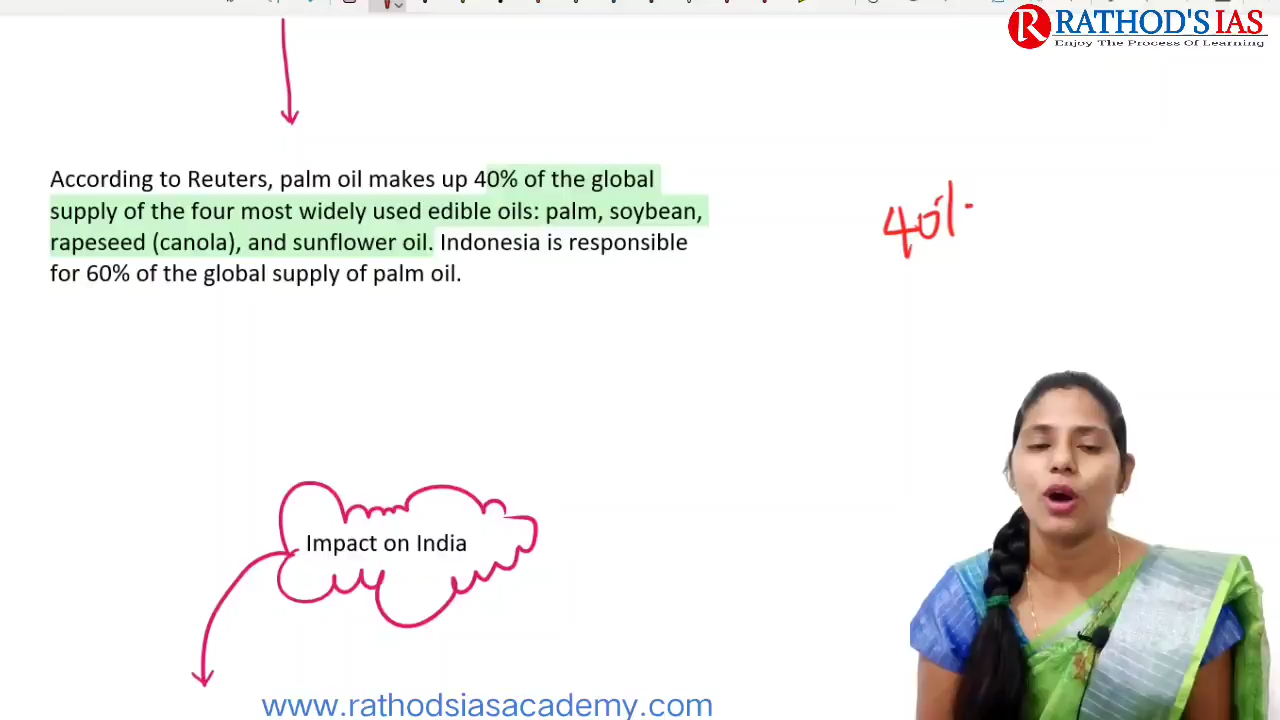 RATHOD'S IAS
Enjoy The Process Of Learning
According to Reuters, palm oil makes up 40% of the global
supply of the four most widely used edible oils: palm, soybean,
rapeseed (canola), and sunflower oil. Indonesia is responsible
for 60% of the global supply of palm oil.
40%
Impact on India
www.rathodsiasacademy.com